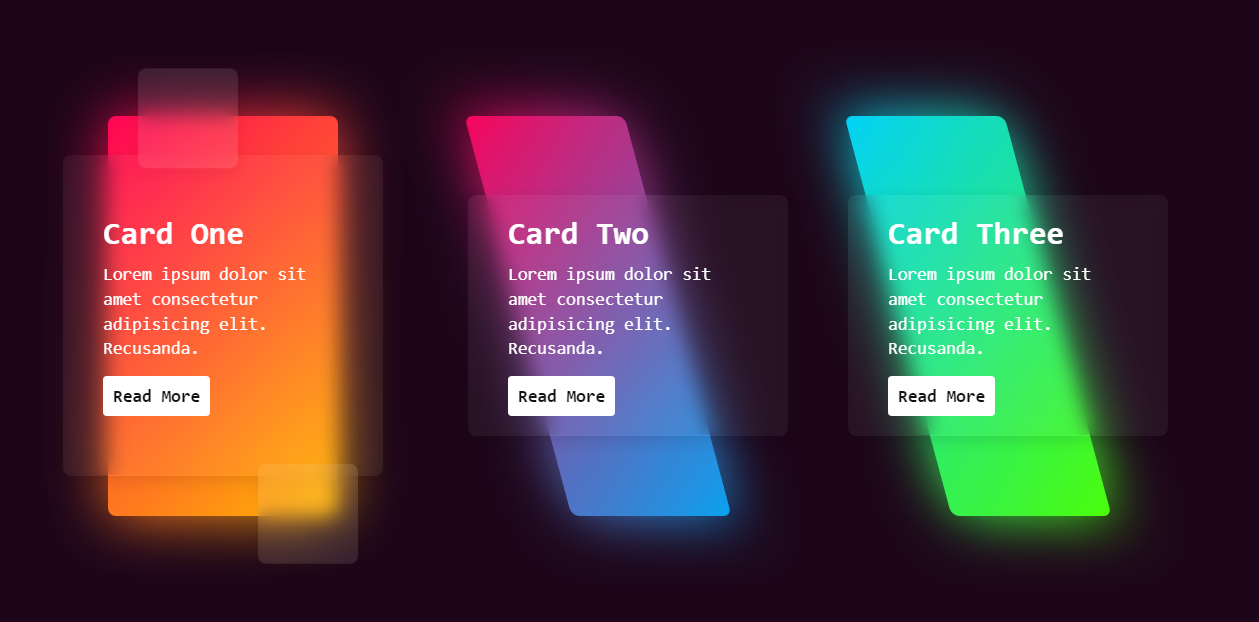 Card One
Lorem ipsum dolor sit
amet consectetur
adipisicing elit.
Recusanda.
Read More
Card Two
Lorem ipsum dolor sit
amet consectetur
adipisicing elit.
Recusanda.
Read More
Card Three
Lorem ipsum dolor sit
amet consectetur
adipisicing elit.
Recusanda.
Read More